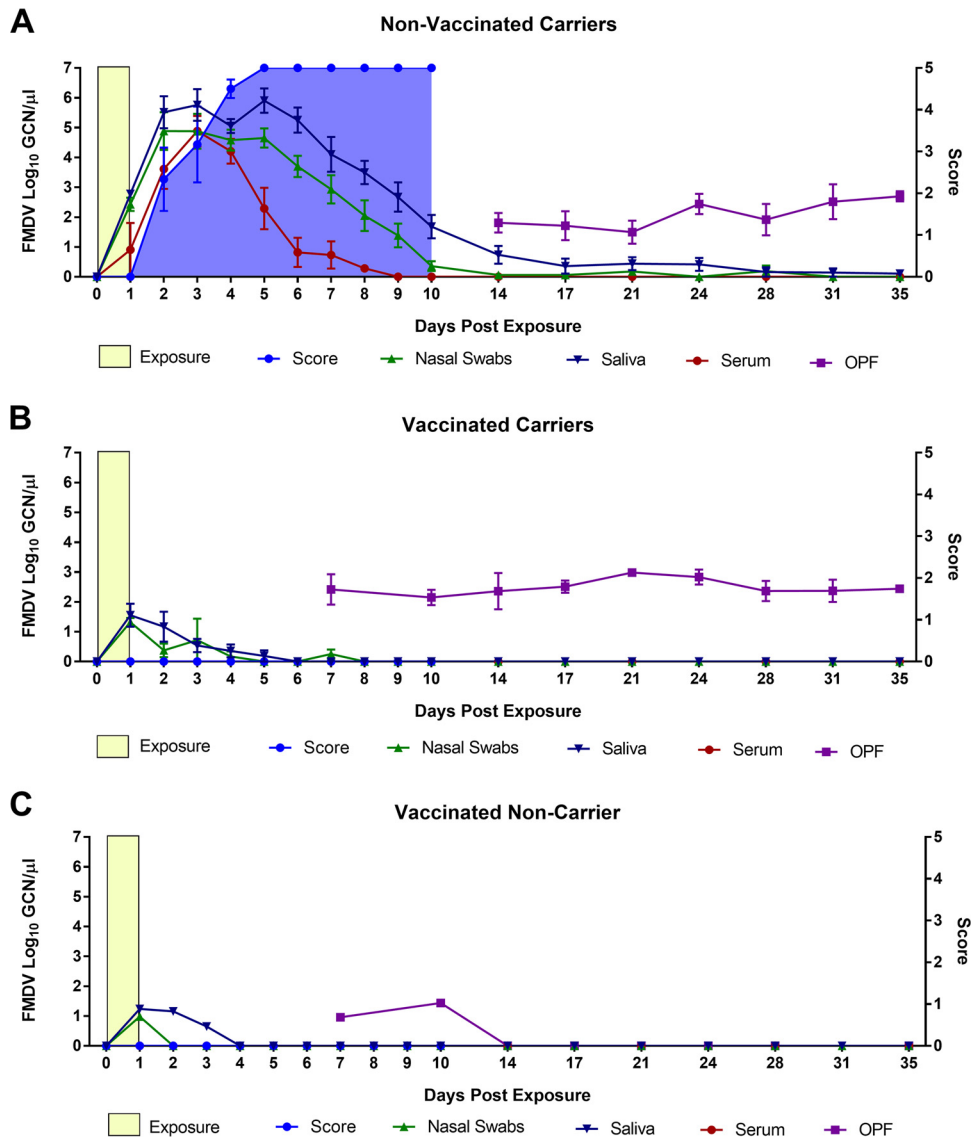 A
Non-Vaccinated Carriers
7
6
5
4
3
2
1
0
FMDV Log10 GCN/µl
5
4
3
2
1
0
Score
0 1 2 3 4 5 6 7 8 9 10 14 17 21 24 28 31 35
Days Post Exposure
Exposure Score Nasal Swabs Saliva Serum OPF
B
Vaccinated Carriers
7
6
5
4
3
2
1
0
FMDV Log10 GCN/µl
5
4
3
2
1
0
Score
0 1 2 3 4 5 6 7 8 9 10 14 17 21 24 28 31 35
Days Post Exposure
Exposure Score Nasal Swabs Saliva Serum OPF
C
Vaccinated Non-Carrier
7
6
5
4
3
2
1
0
FMDV Log10 GCN/µl
5
4
3
2
1
0
Score
0 1 2 3 4 5 6 7 8 9 10 14 17 21 24 28 31 35
Days Post Exposure
Exposure Score Nasal Swabs Saliva Serum OPF